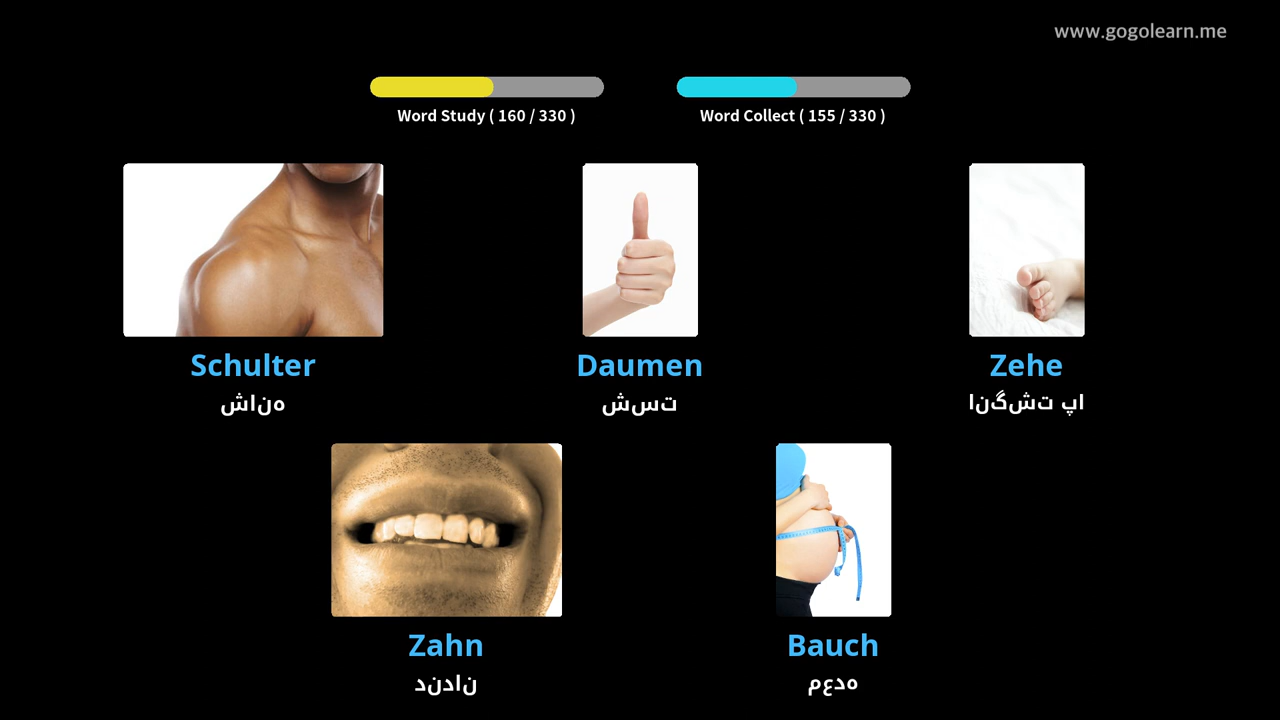 www.gogolearn.me
Word Study ( 160 / 330 )
Word Collect ( 155 / 330 )
Schulter
شانه
Daumen
شست
Zehe
انگشت پا
Zahn
دندان
Bauch
معده